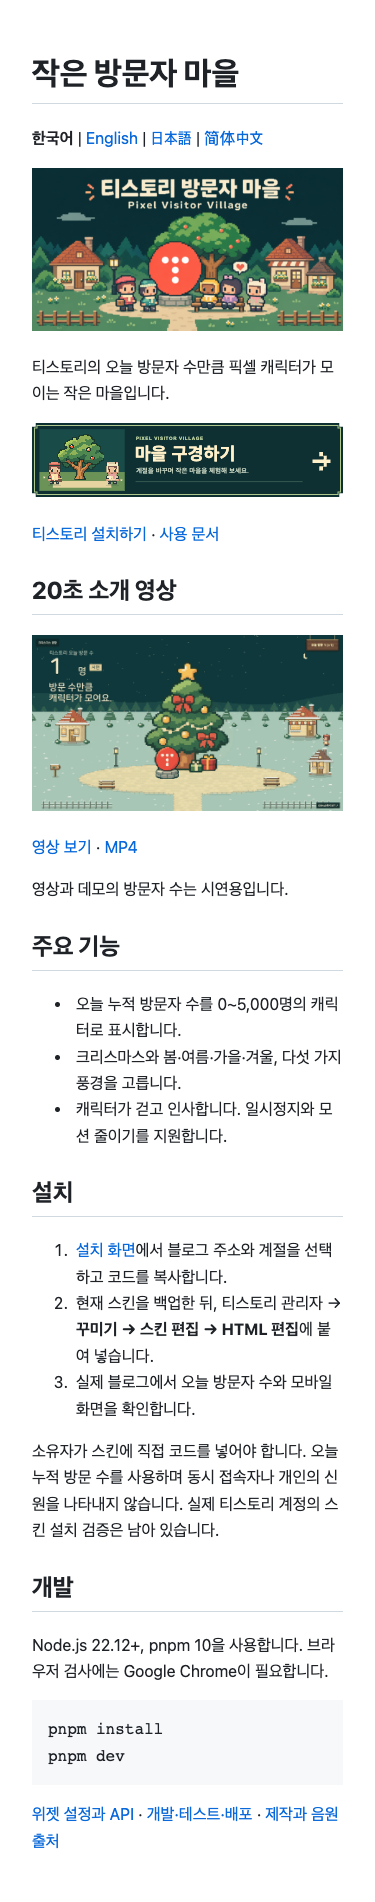 작은 방문자 마을
한국어 | English | 日本語 | 简体中文
티스토리 방문자 마을
Pixel Visitor Village
티스토리의 오늘 방문자 수만큼 픽셀 캐릭터가 모
이는 작은 마을입니다.
PIXEL VISITOR VILLAGE
마을 구경하기
계절을 바꾸며 작은 마을을 체험해 보세요.
티스토리 설치하기 · 사용 문서
20초 소개 영상
티스토리 오늘 방문 수
1 명
방문 수만큼
캐릭터가 모여요.
영상 보기 · MP4
영상과 데모의 방문자 수는 시연용입니다.
주요 기능
• 오늘 누적 방문자 수를 0~5,000명의 캐릭
터로 표시합니다.
• 크리스마스와 봄·여름·가을·겨울, 다섯 가지
풍경을 고릅니다.
• 캐릭터가 걷고 인사합니다. 일시정지와 모
션 줄이기를 지원합니다.
설치
1. 설치 화면에서 블로그 주소와 계절을 선택
하고 코드를 복사합니다.
2. 현재 스킨을 백업한 뒤, 티스토리 관리자 →
꾸미기 → 스킨 편집 → HTML 편집에 붙
여 넣습니다.
3. 실제 블로그에서 오늘 방문자 수와 모바일
화면을 확인합니다.
소유자가 스킨에 직접 코드를 넣어야 합니다. 오늘
누적 방문 수를 사용하며 동시 접속자나 개인의 신
원을 나타내지 않습니다. 실제 티스토리 계정의 스
킨 설치 검증은 남아 있습니다.
개발
Node.js 22.12+, pnpm 10을 사용합니다. 브라
우저 검사에는 Google Chrome이 필요합니다.
pnpm install
pnpm dev
위젯 설정과 API · 개발·테스트·배포 · 제작과 음원
출처